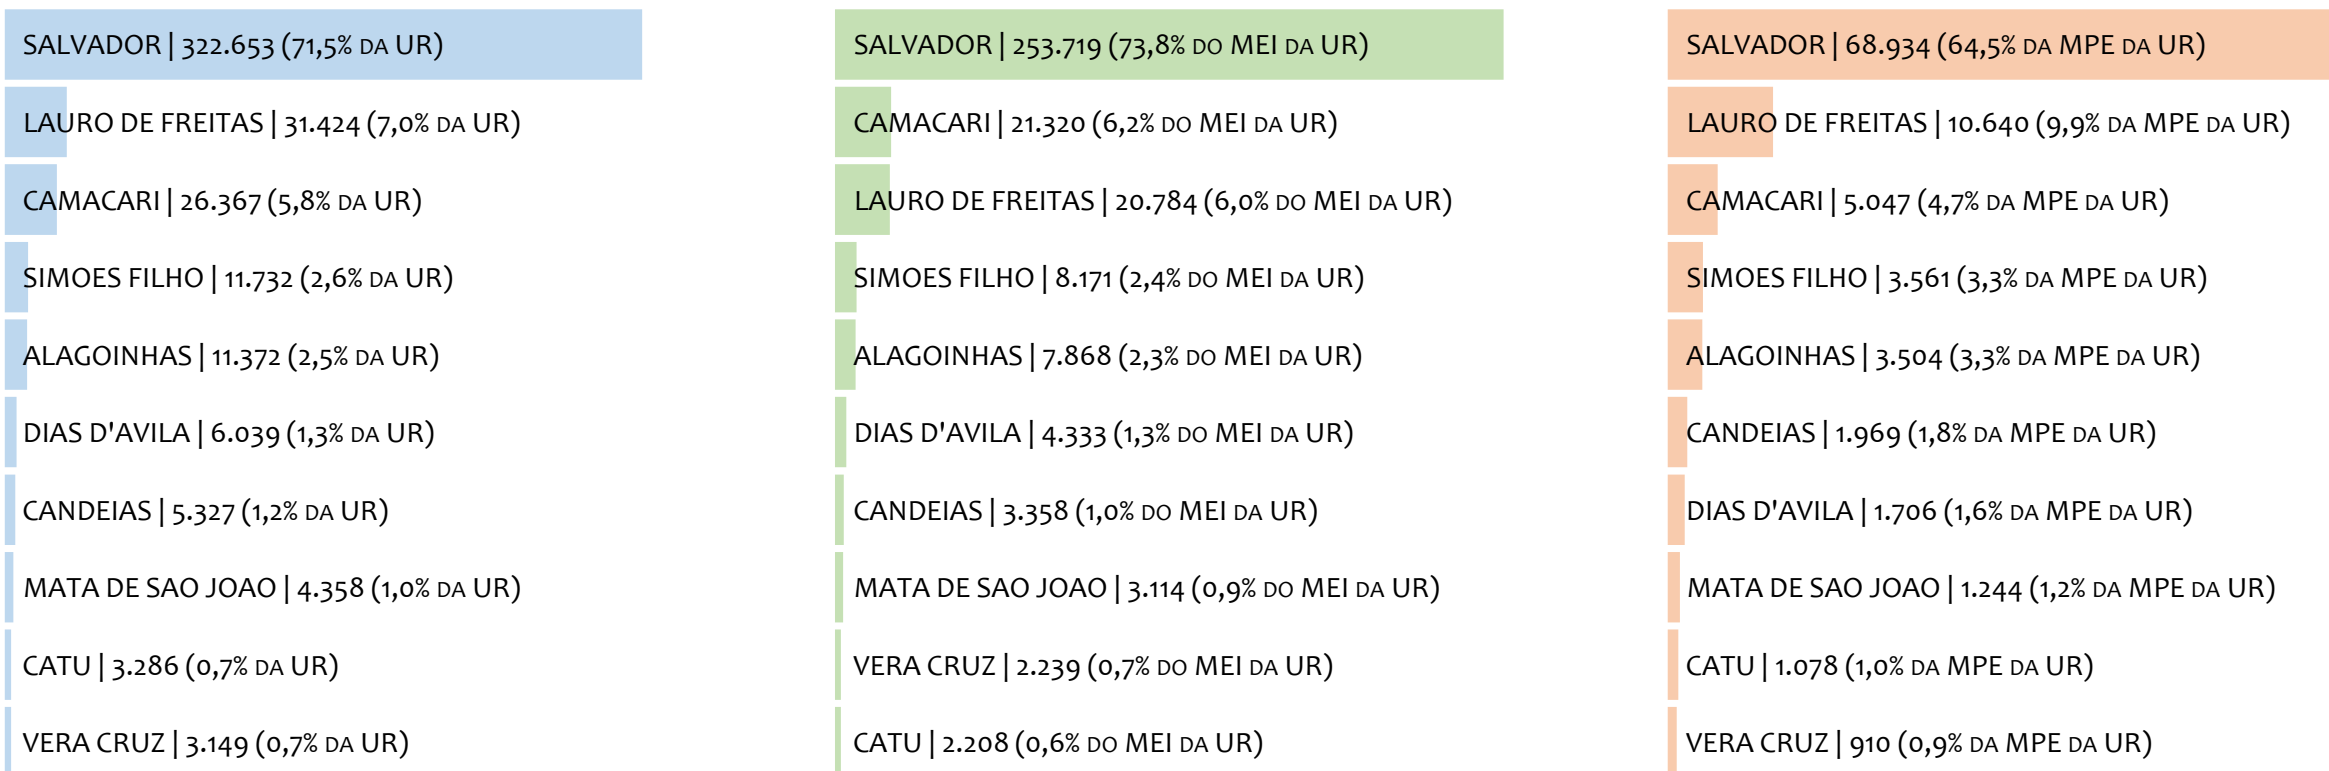 SALVADOR | 322.653 (71,5% DA UR)
LAURO DE FREITAS | 31.424 (7,0% DA UR)
CAMACARI | 26.367 (5,8% DA UR)
SIMOES FILHO | 11.732 (2,6% DA UR)
ALAGOINHAS | 11.372 (2,5% DA UR)
DIAS D'AVILA | 6.039 (1,3% DA UR)
CANDEIAS | 5.327 (1,2% DA UR)
MATA DE SAO JOAO | 4.358 (1,0% DA UR)
CATU | 3.286 (0,7% DA UR)
VERA CRUZ | 3.149 (0,7% DA UR)
SALVADOR | 253.719 (73,8% DO MEI DA UR)
CAMACARI | 21.320 (6,2% DO MEI DA UR)
LAURO DE FREITAS | 20.784 (6,0% DO MEI DA UR)
SIMOES FILHO | 8.171 (2,4% DO MEI DA UR)
ALAGOINHAS | 7.868 (2,3% DO MEI DA UR)
DIAS D'AVILA | 4.333 (1,3% DO MEI DA UR)
CANDEIAS | 3.358 (1,0% DO MEI DA UR)
MATA DE SAO JOAO | 3.114 (0,9% DO MEI DA UR)
VERA CRUZ | 2.239 (0,7% DO MEI DA UR)
CATU | 2.208 (0,6% DO MEI DA UR)
SALVADOR | 68.934 (64,5% DA MPE DA UR)
LAURO DE FREITAS | 10.640 (9,9% DA MPE DA UR)
CAMACARI | 5.047 (4,7% DA MPE DA UR)
SIMOES FILHO | 3.561 (3,3% DA MPE DA UR)
ALAGOINHAS | 3.504 (3,3% DA MPE DA UR)
CANDEIAS | 1.969 (1,8% DA MPE DA UR)
DIAS D'AVILA | 1.706 (1,6% DA MPE DA UR)
MATA DE SAO JOAO | 1.244 (1,2% DA MPE DA UR)
CATU | 1.078 (1,0% DA MPE DA UR)
VERA CRUZ | 910 (0,9% DA MPE DA UR)